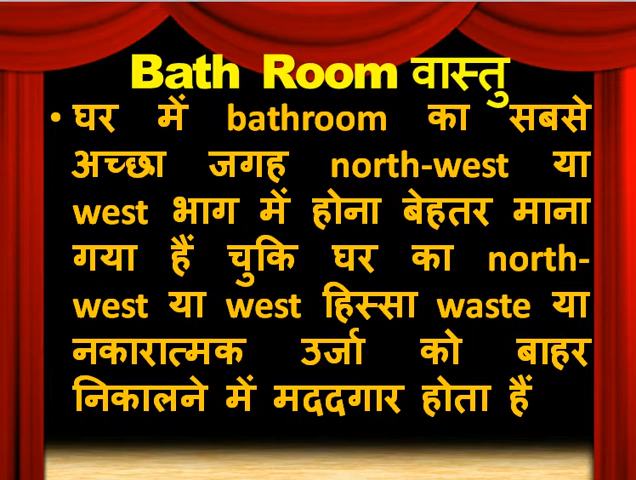 Bath Room वास्तु
• घर में bathroom का सबसे
अच्छा जगह north-west या
west भाग में होना बेहतर माना
गया हैं चुकि घर का north-
west या west हिस्सा waste या
नकारात्मक उर्जा को बाहर
निकालने में मददगार होता हैं